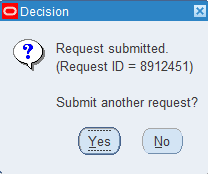 Decision
Request submitted.
(Request ID = 8912451)
Submit another request?
Yes
No